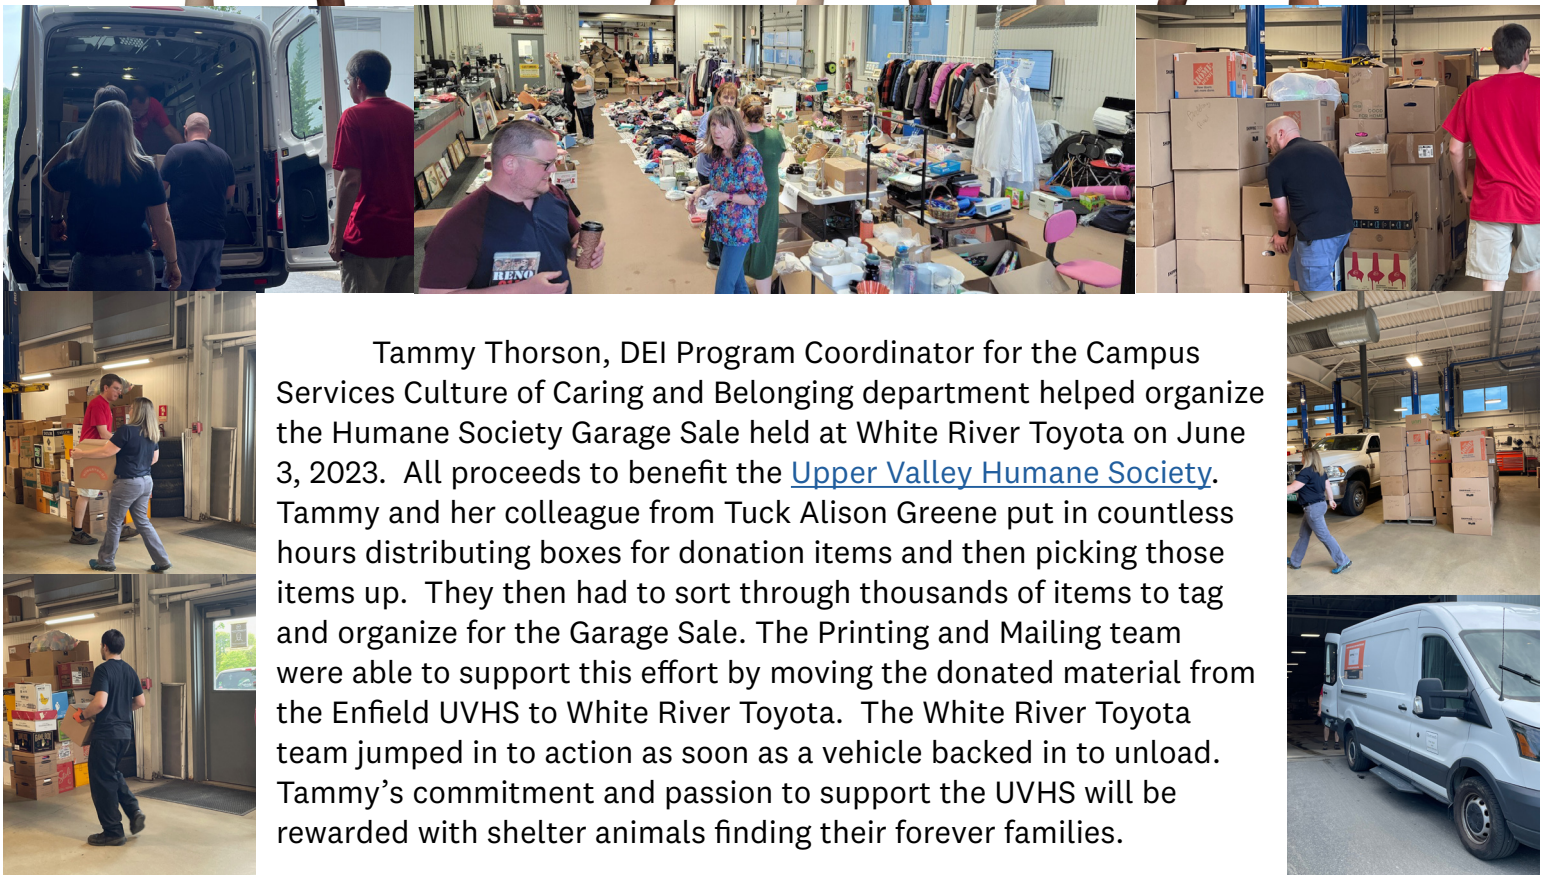 RENO
Tammy Thorson, DEI Program Coordinator for the Campus
Services Culture of Caring and Belonging department helped organize
the Humane Society Garage Sale held at White River Toyota on June
3, 2023.  All proceeds to benefit the Upper Valley Humane Society.
Tammy and her colleague from Tuck Alison Greene put in countless
hours distributing boxes for donation items and then picking those
items up.  They then had to sort through thousands of items to tag
and organize for the Garage Sale. The Printing and Mailing team
were able to support this effort by moving the donated material from
the Enfield UVHS to White River Toyota.  The White River Toyota
team jumped in to action as soon as a vehicle backed in to unload.
Tammy’s commitment and passion to support the UVHS will be
rewarded with shelter animals finding their forever families.